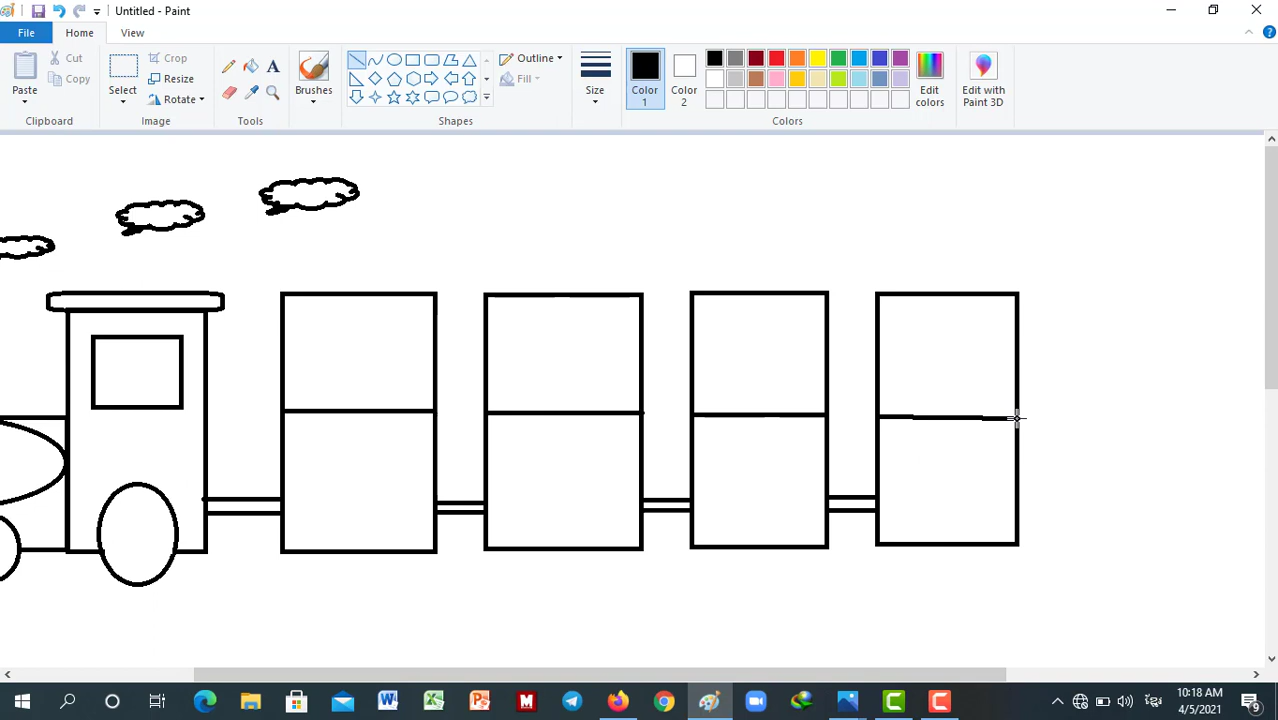 Untitled - Paint
File Home View
Paste
Cut
Copy
Clipboard
Select
Crop
Resize
Rotate
Image
A
Tools
Brushes
Outline
Fill
Shapes
Size
Color 1
Color 2
Edit colors
Edit with Paint 3D
Colors
10:18 AM
4/5/2021
9